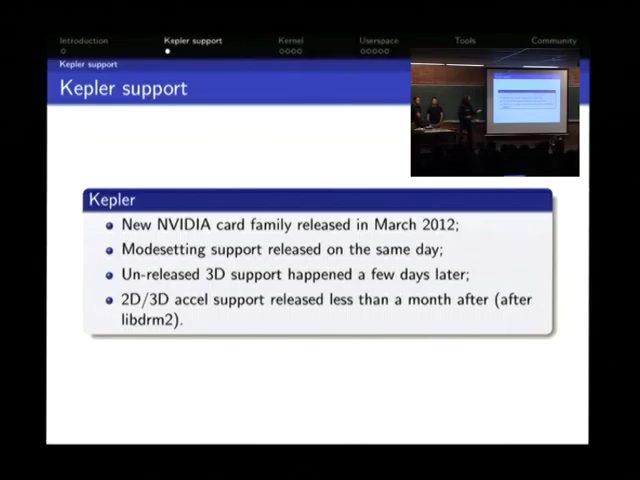 Introduction Kepler support Kernel Userspace Tools Community
Kepler support
Kepler support
Kepler
New NVIDIA card family released in March 2012;
Modesetting support released on the same day;
Un-released 3D support happened a few days later;
2D/3D accel support released less than a month after (after
libdrm2).